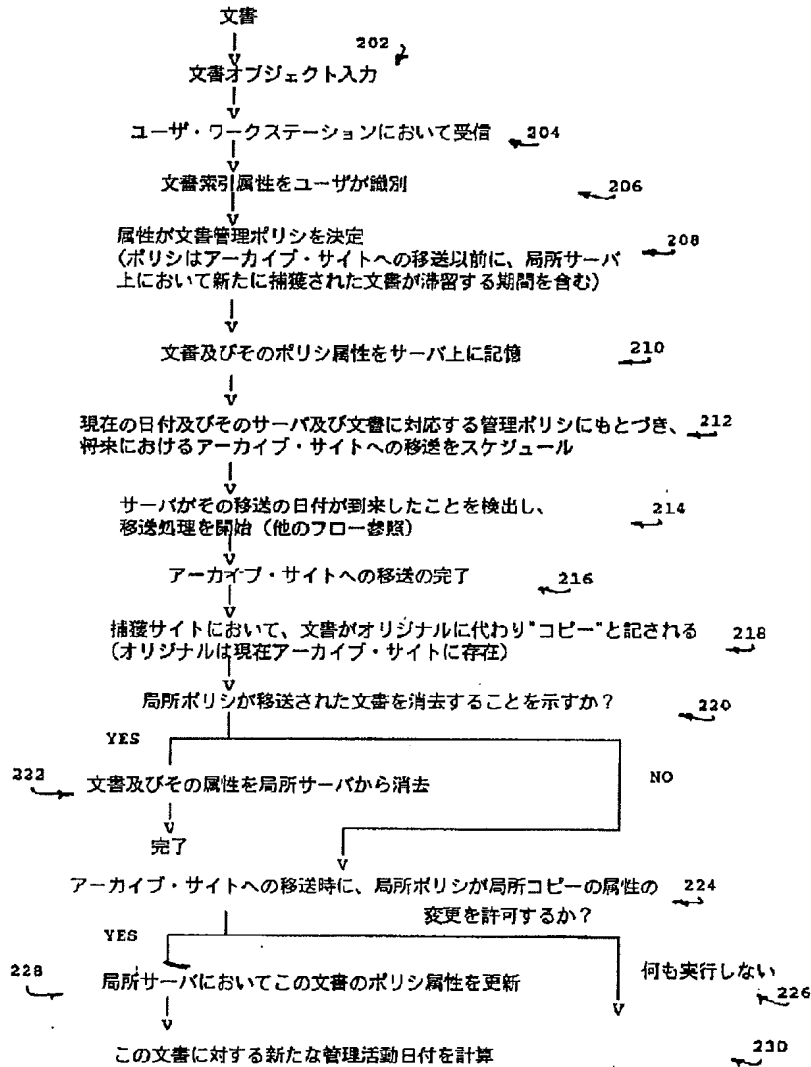 文書
202
文書オブジェクト入力
ユーザ・ワークステーションにおいて受信 204
文書索引属性をユーザが識別 206
属性が文書管理ポリシを決定 208
(ポリシはアーカイブ・サイトへの移送以前に、局所サーバ
上において新たに捕獲された文書が滞留する期間を含む)
文書及びそのポリシ属性をサーバ上に記憶 210
現在の日付及びそのサーバ及び文書に対応する管理ポリシにもとづき、 212
将来におけるアーカイブ・サイトへの移送をスケジュール
サーバがその移送の日付が到来したことを検出し、 214
移送処理を開始(他のフロー参照)
アーカイブ・サイトへの移送の完了 216
捕獲サイトにおいて、文書がオリジナルに代わり"コピー"と記される 218
(オリジナルは現在アーカイブ・サイトに存在)
局所ポリシが移送された文書を消去することを示すか? 220
YES
NO
222 文書及びその属性を局所サーバから消去
完了
アーカイブ・サイトへの移送時に、局所ポリシが局所コピーの属性の 224
変更を許可するか?
YES
何も実行しない
228 局所サーバにおいてこの文書のポリシ属性を更新 226
この文書に対する新たな管理活動日付を計算 230